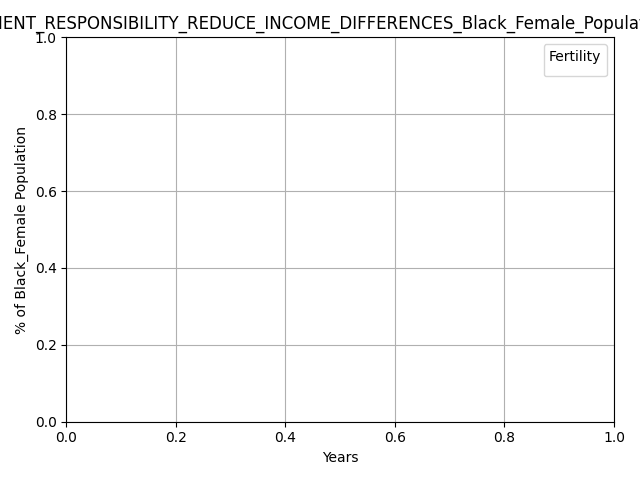 MENT_RESPONSIBILITY_REDUCE_INCOME_DIFFERENCES_Black_Female_Popula
Fertility
% of Black_Female Population
1.0
0.8
0.6
0.4
0.2
0.0
0.0 0.2 0.4 0.6 0.8 1.0
Years